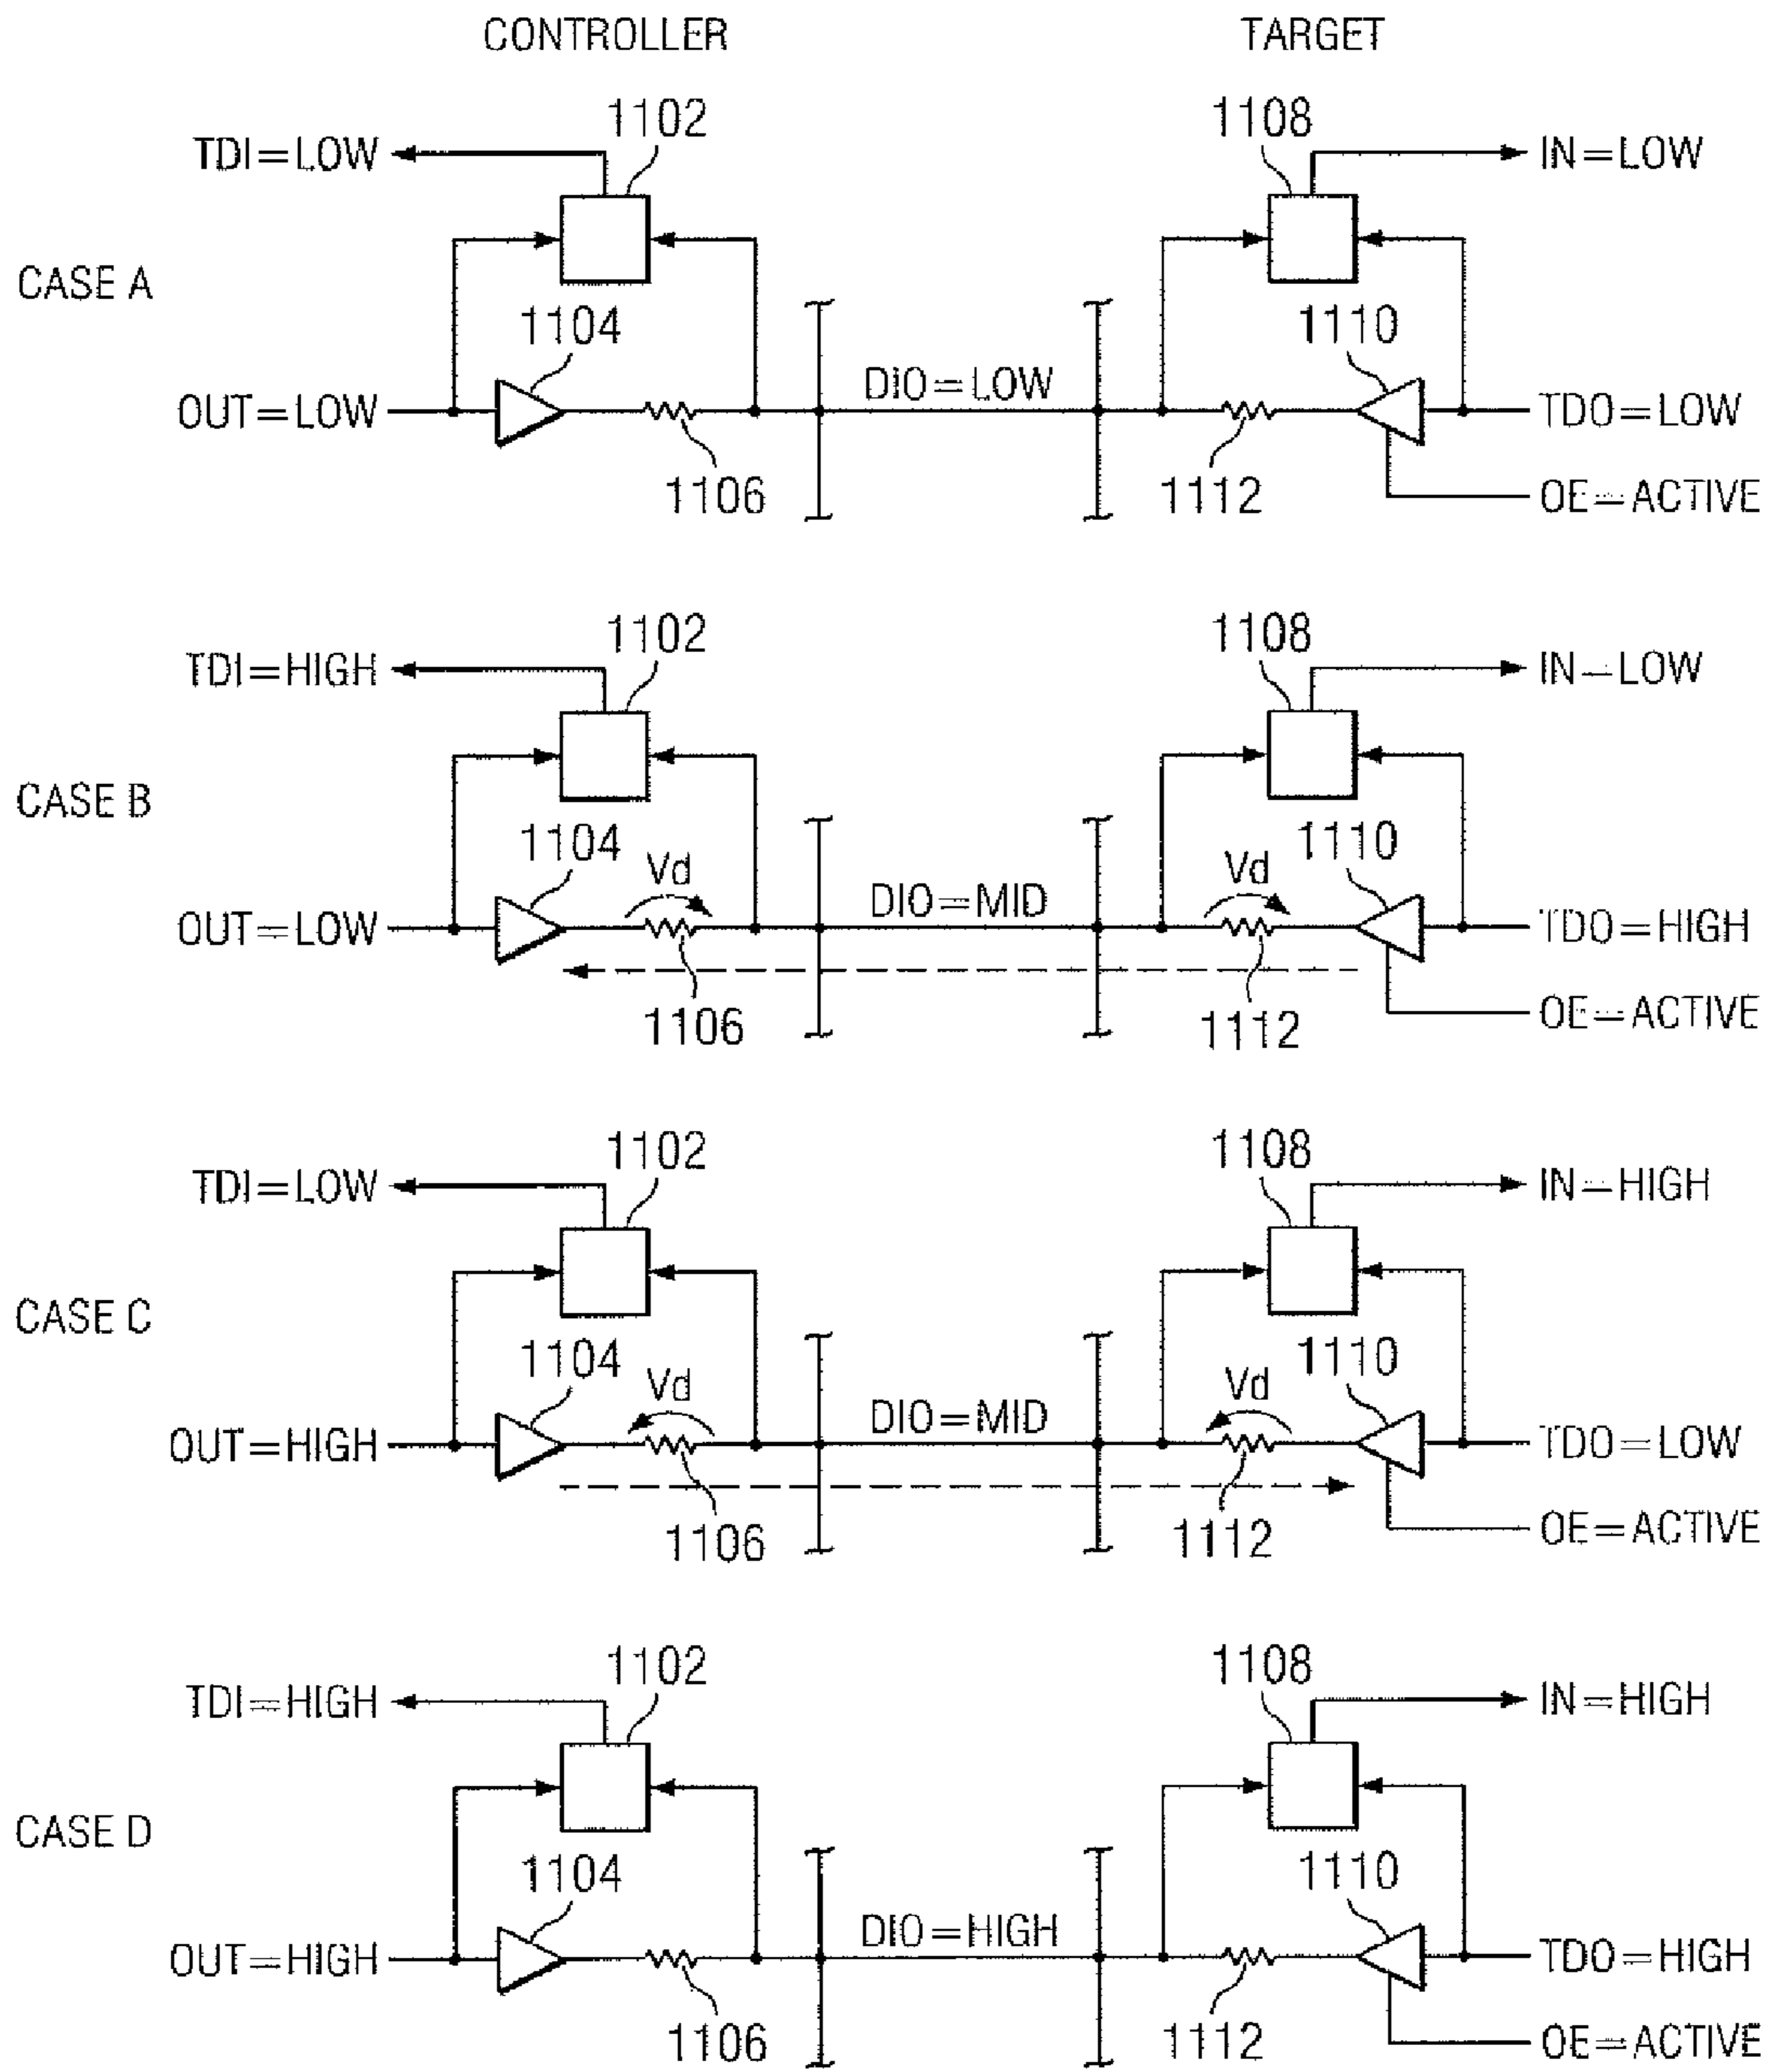 CONTROLLER TARGET
1102 1108
TDI=LOW IN=LOW
CASE A
1104 1110
DIO=LOW
OUT=LOW TDO=LOW
1106 1112 OE=ACTIVE
1102 1108
TDI=HIGH IN=LOW
CASE B
1104 1110
Vd Vd
DIO=MID
OUT=LOW TDO=HIGH
1106 1112 OE=ACTIVE
1102 1108
TDI=LOW IN=HIGH
CASE C
1104 1110
Vd Vd
DIO=MID
OUT=HIGH TDO=LOW
1106 1112 OE=ACTIVE
1102 1108
TDI=HIGH IN=HIGH
CASE D
1104 1110
DIO=HIGH
OUT=HIGH TDO=HIGH
1106 1112 OE=ACTIVE